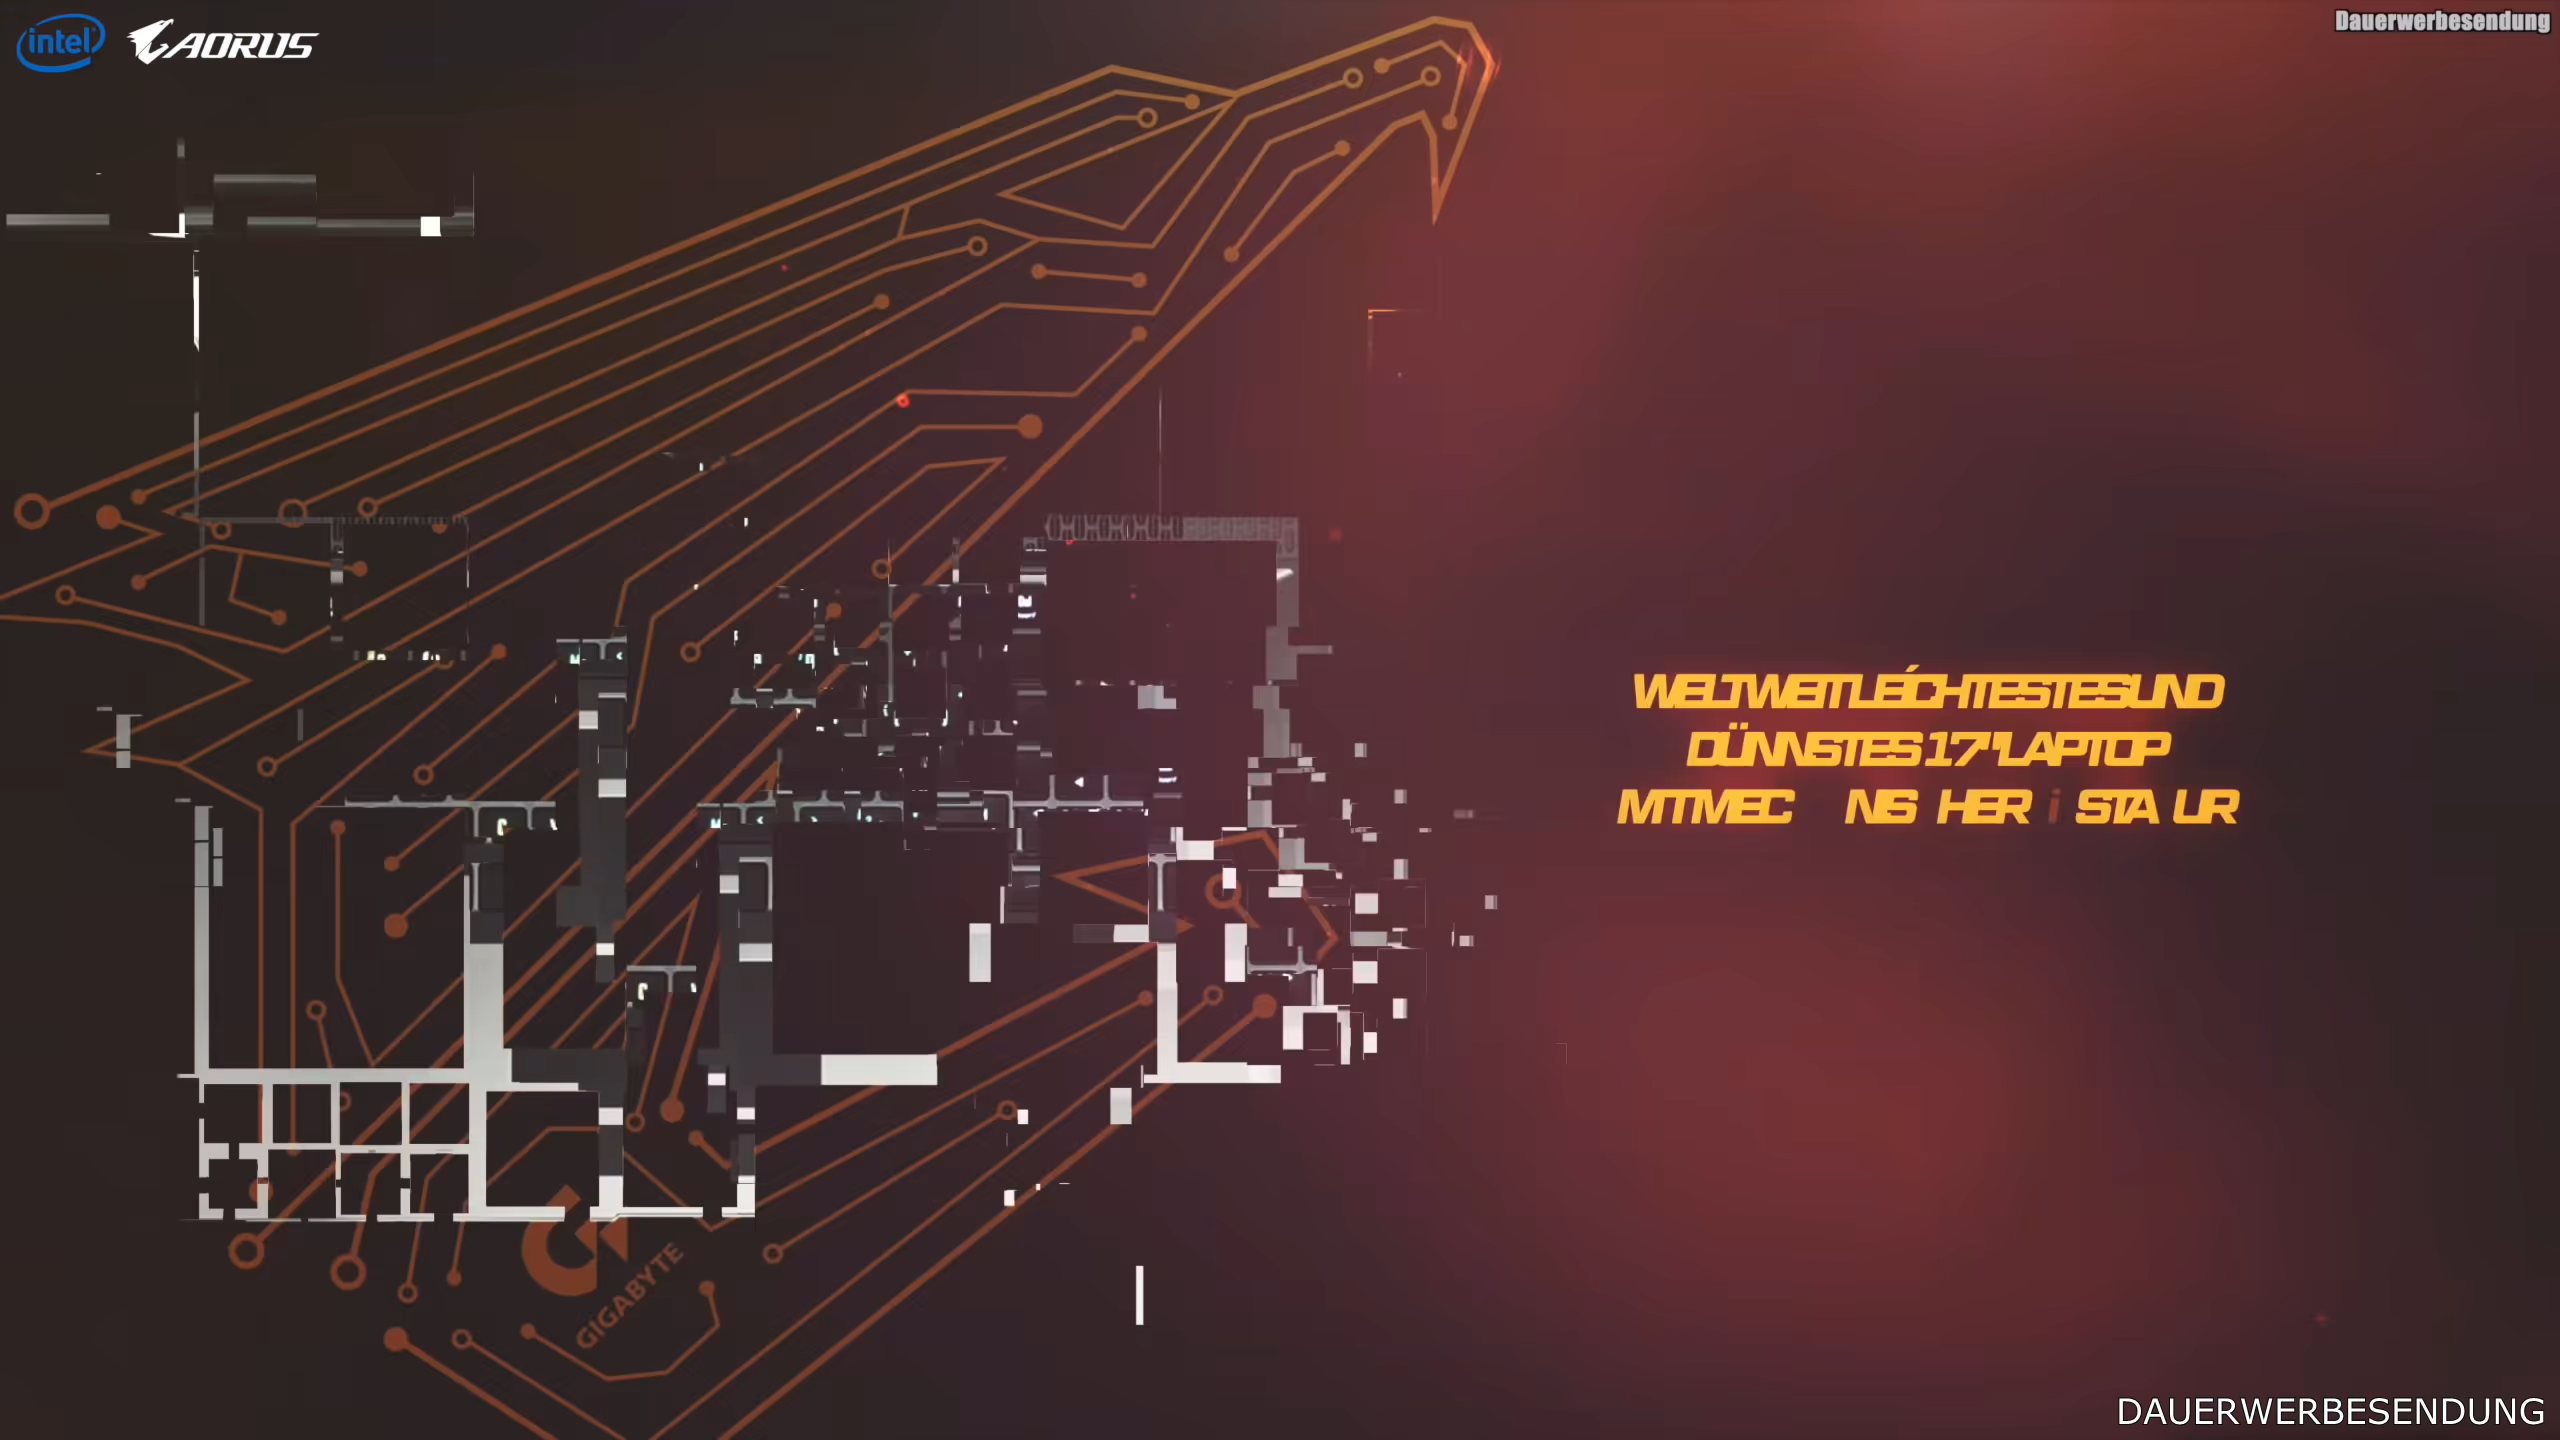 intel
AORUS
Dauerwerbesendung
WELTWEIT LEICHTESTES UND
DÜNNSTES 17" LAPTOP
GIGABYTE
DAUERWERBESENDUNG